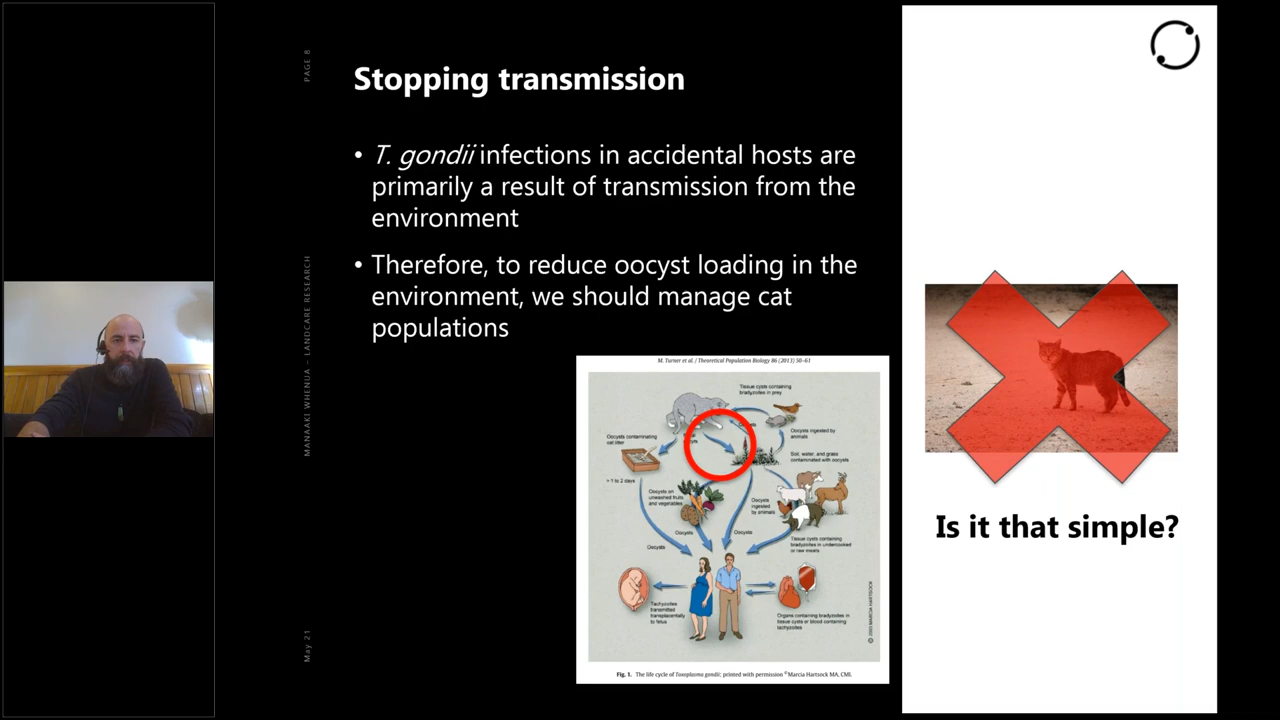 PAGE 8
MANAAKI WHENUA – LANDCARE RESEARCH
May 21
Stopping transmission
• T. gondii infections in accidental hosts are
primarily a result of transmission from the
environment
• Therefore, to reduce oocyst loading in the
environment, we should manage cat
populations
M. Turner et al. / Theoretical Population Biology 86 (2013) 50–61
Tissue cysts containing
bradyzoites in prey
Oocysts contaminating
cat litter
Oocysts ingested by
animals
Soil, water, and grass
contaminated with oocysts
> 1 to 2 days
Oocysts on
unwashed fruits
and vegetables
Oocysts
ingested
by animals
Oocysts
Oocysts
Oocysts
Tissue cysts containing
bradyzoites in undercooked
or raw meats
Tachyzoites
transmitted
transplacentally
to fetus
Organs containing bradyzoites in
tissue cysts or blood containing
tachyzoites
© 2003 MARCIA HARTSOCK
Fig. 1. The life cycle of Toxoplasma gondii; printed with permission ©Marcia Hartsock MA, CMI.
Is it that simple?